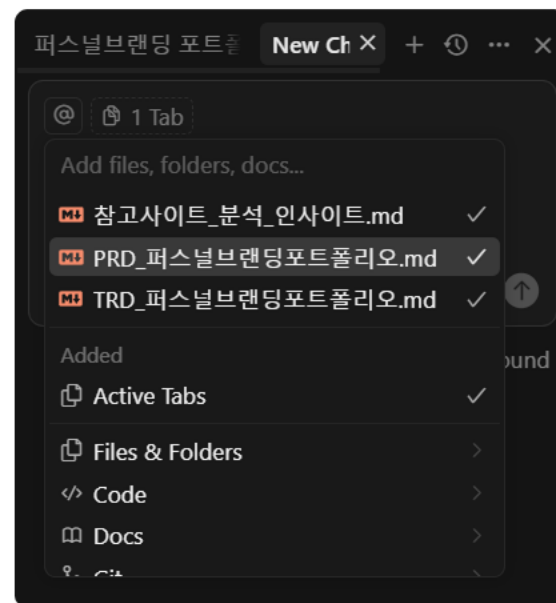 퍼스널브랜딩 포트폴 New Ch
@ 1 Tab
Add files, folders, docs...
참고사이트_분석_인사이트.md
PRD_퍼스널브랜딩포트폴리오.md
TRD_퍼스널브랜딩포트폴리오.md
Added
Active Tabs
Files & Folders
Code
Docs
Git